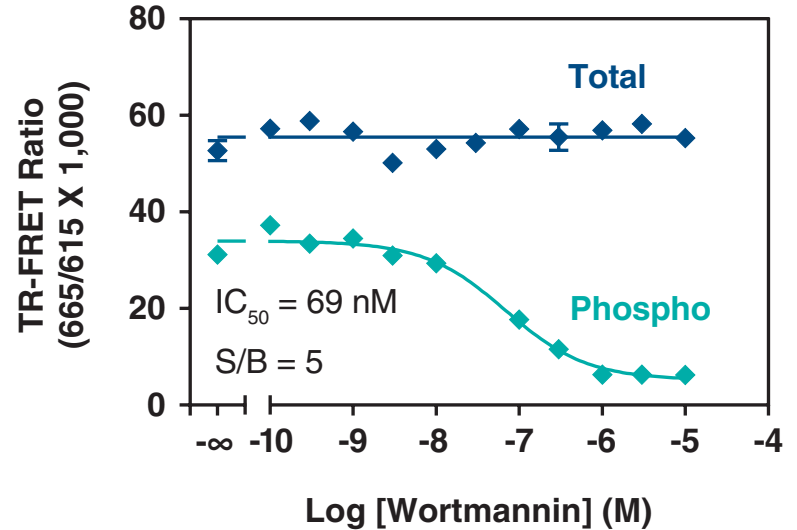 TR-FRET Ratio
(665/615 X 1,000)
80
60
40
20
0
Total
Phospho
IC50 = 69 nM
S/B = 5
-∞ -10 -9 -8 -7 -6 -5 -4
Log [Wortmannin] (M)